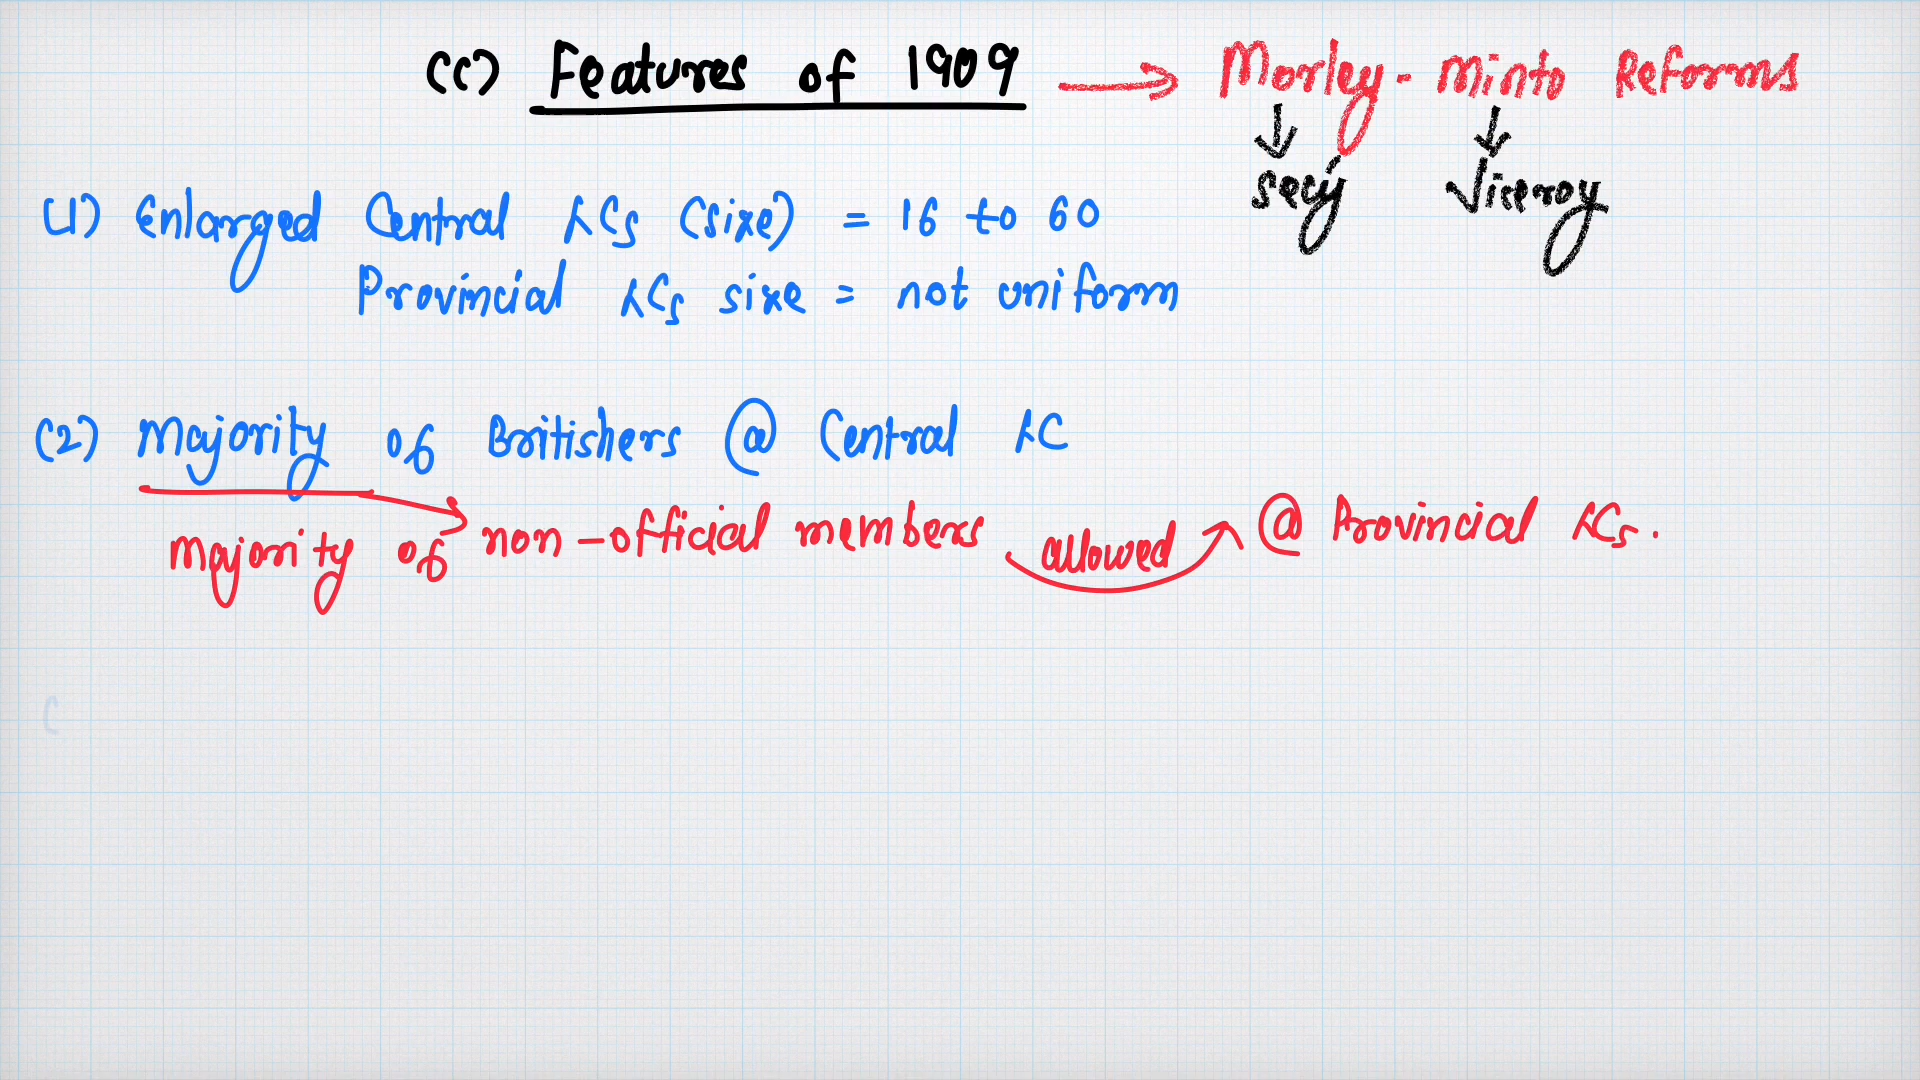 (C) Features of 1909 → Morley - Minto Reforms
↓ ↓
secy Viceroy
(1) Enlarged Central LCs (size) = 16 to 60
Provincial LCs size = not uniform
(2) Majority of Britishers @ Central LC
Majority of non-official members allowed @ Provincial LCs.
(